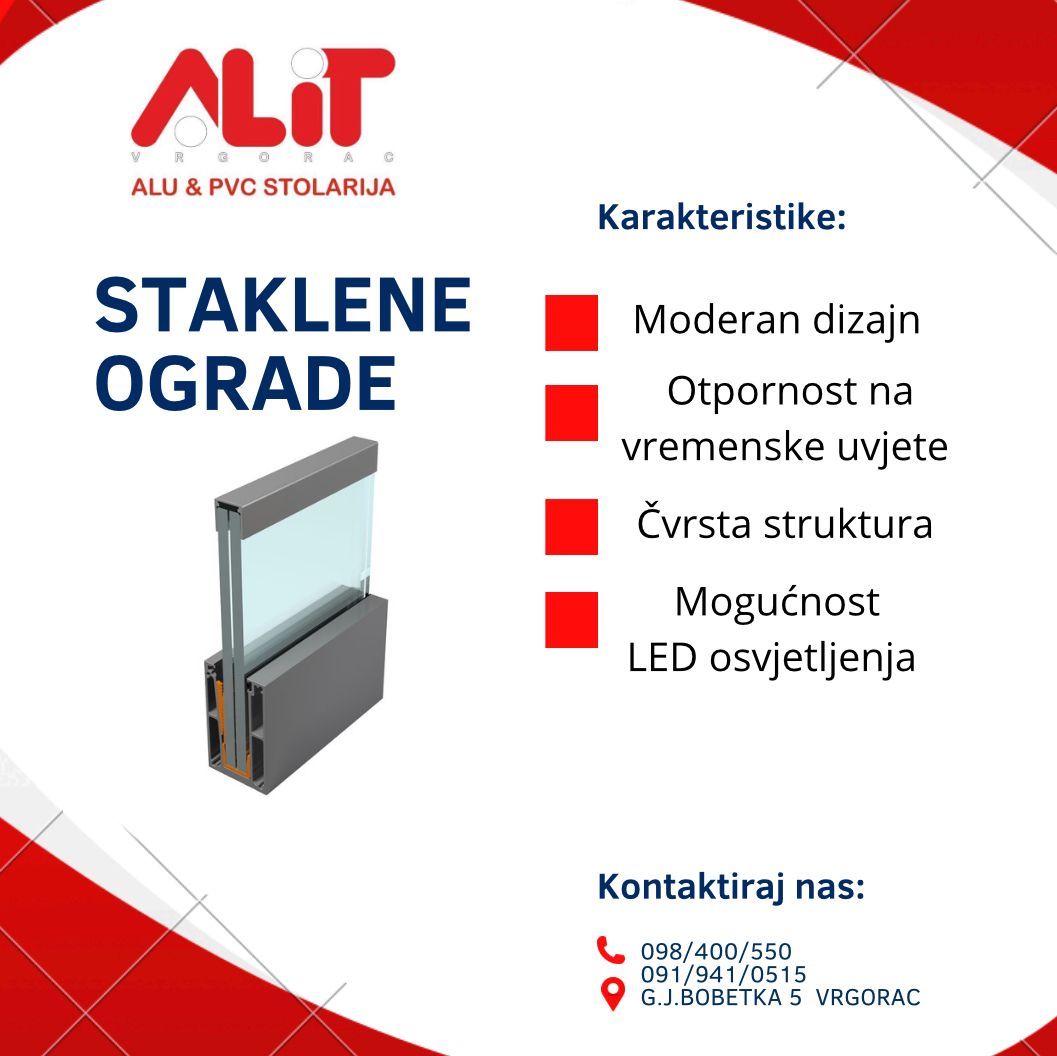 ALiT
VRGORAC
ALU & PVC STOLARIJA
STAKLENE
OGRADE
Karakteristike:
Moderan dizajn
Otpornost na
vremenske uvjete
Čvrsta struktura
Mogućnost
LED osvjetljenja
Kontaktiraj nas:
098/400/550
091/941/0515
G.J.BOBETKA 5 VRGORAC